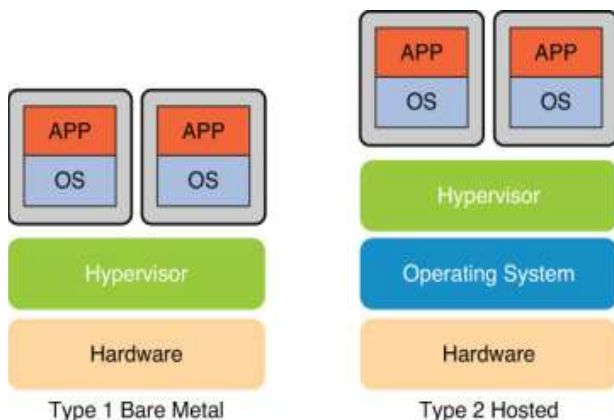 APP
OS
APP
OS
Hypervisor
Hardware
Type 1 Bare Metal
APP
OS
APP
OS
Hypervisor
Operating System
Hardware
Type 2 Hosted